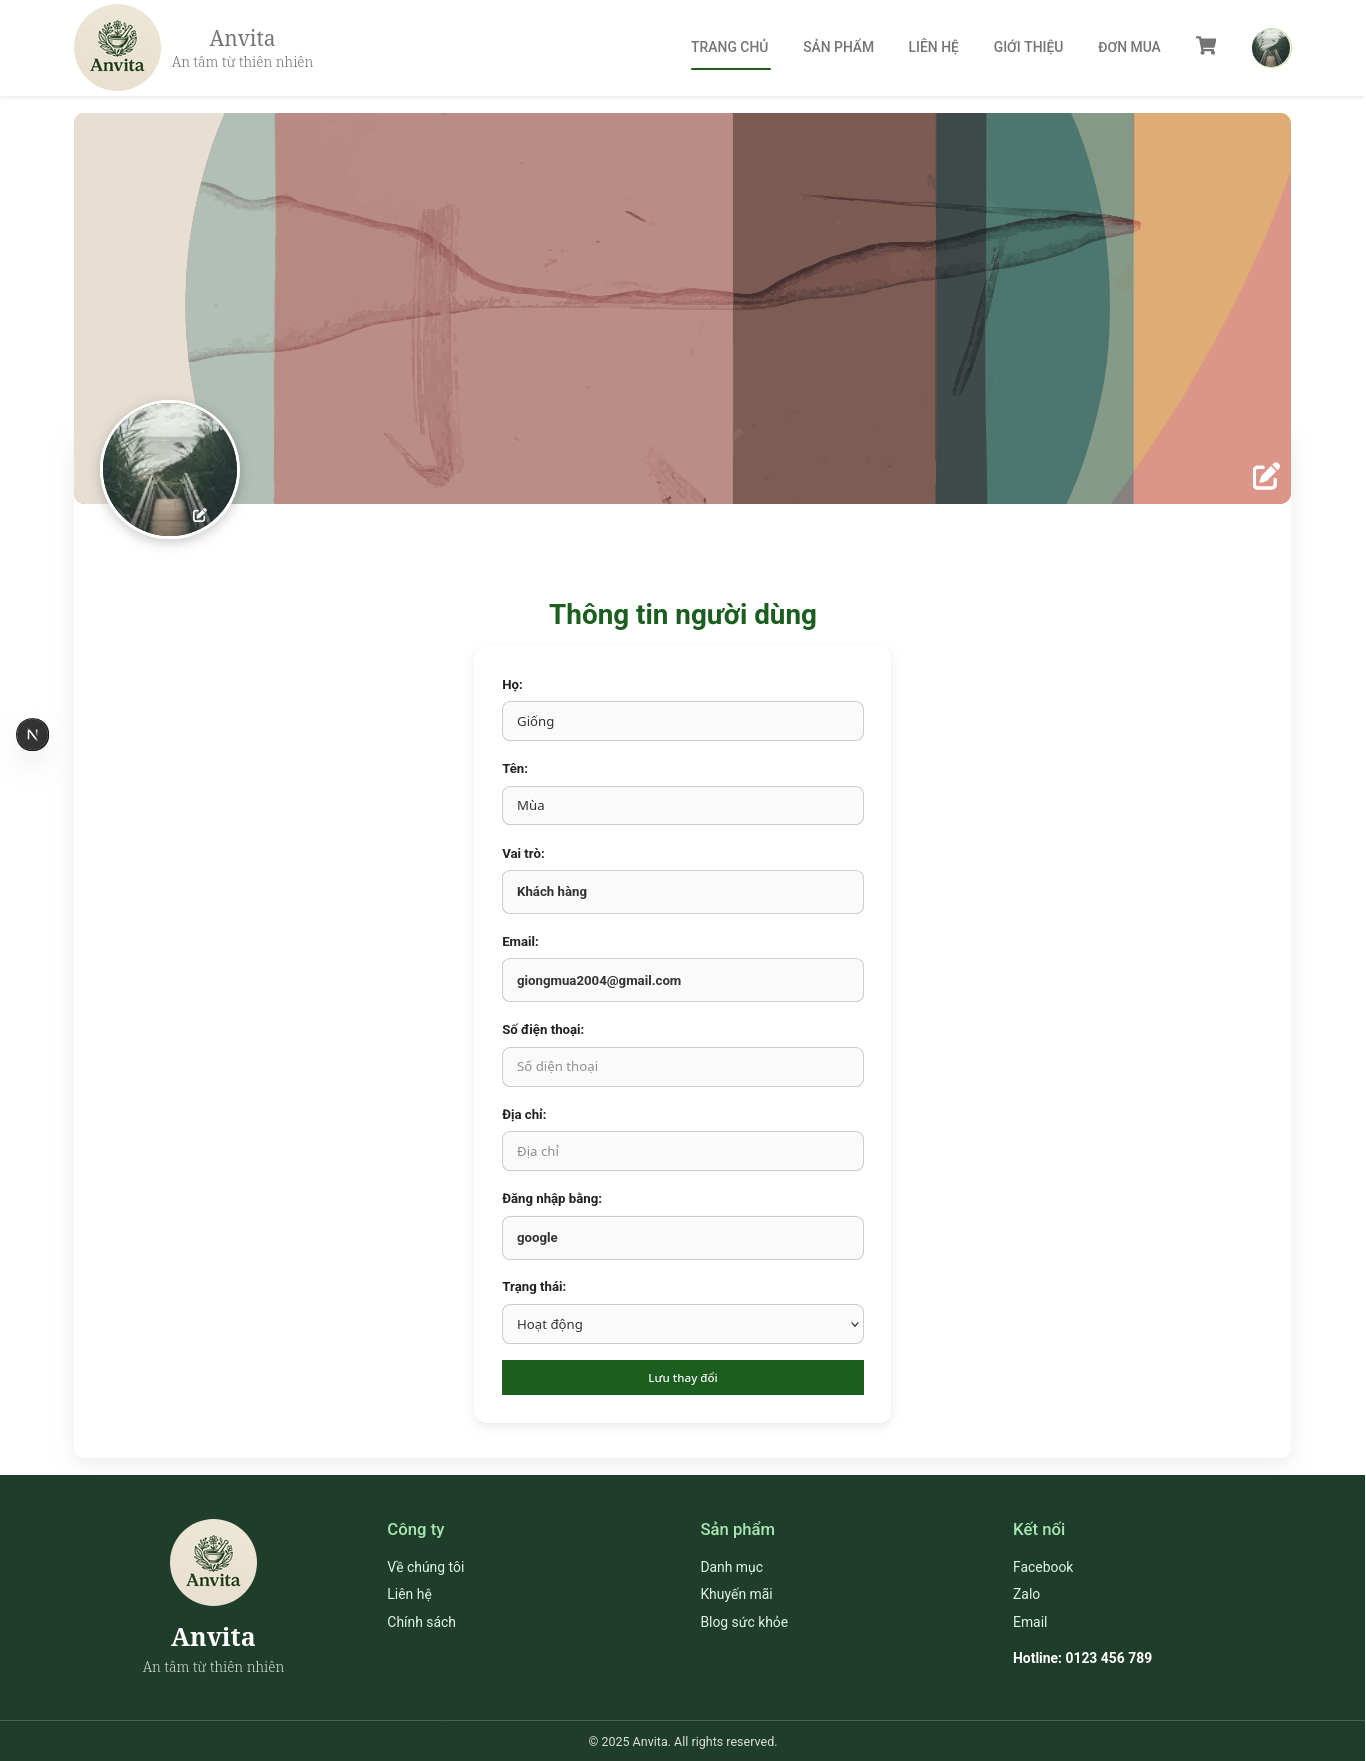 Anvita
Anvita
An tâm từ thiên nhiên
TRANG CHỦ
SẢN PHẨM
LIÊN HỆ
GIỚI THIỆU
ĐƠN MUA
Thông tin người dùng
Họ:
Giống
Tên:
Mùa
Vai trò:
Khách hàng
Email:
giongmua2004@gmail.com
Số điện thoại:
Số diện thoại
Địa chỉ:
Địa chỉ
Đăng nhập bằng:
google
Trạng thái:
Hoạt động
Lưu thay đổi
N
Anvita
Anvita
An tâm từ thiên nhiên
Công ty
Về chúng tôi
Liên hệ
Chính sách
Sản phẩm
Danh mục
Khuyến mãi
Blog sức khỏe
Kết nối
Facebook
Zalo
Email
Hotline: 0123 456 789
© 2025 Anvita. All rights reserved.